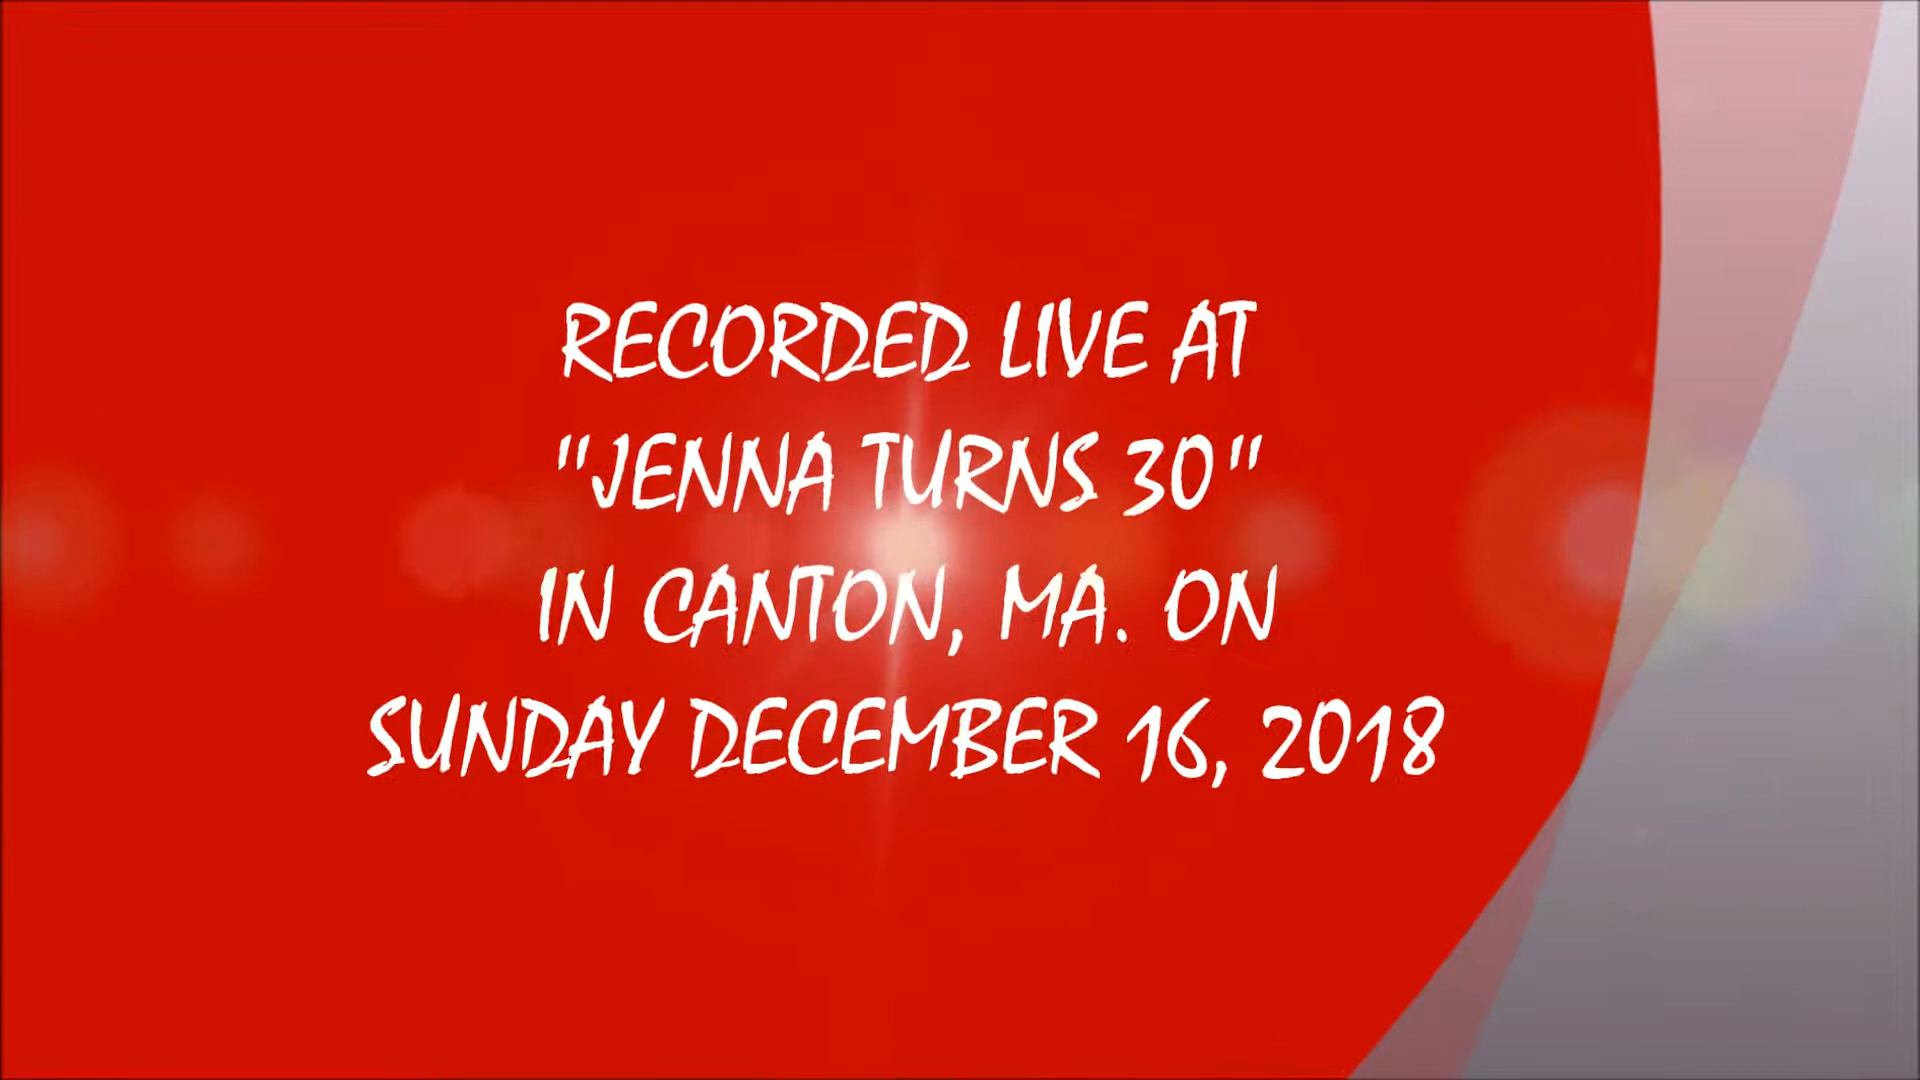 RECORDED LIVE AT
"JENNA TURNS 30"
IN CANTON, MA. ON
SUNDAY DECEMBER 16, 2018